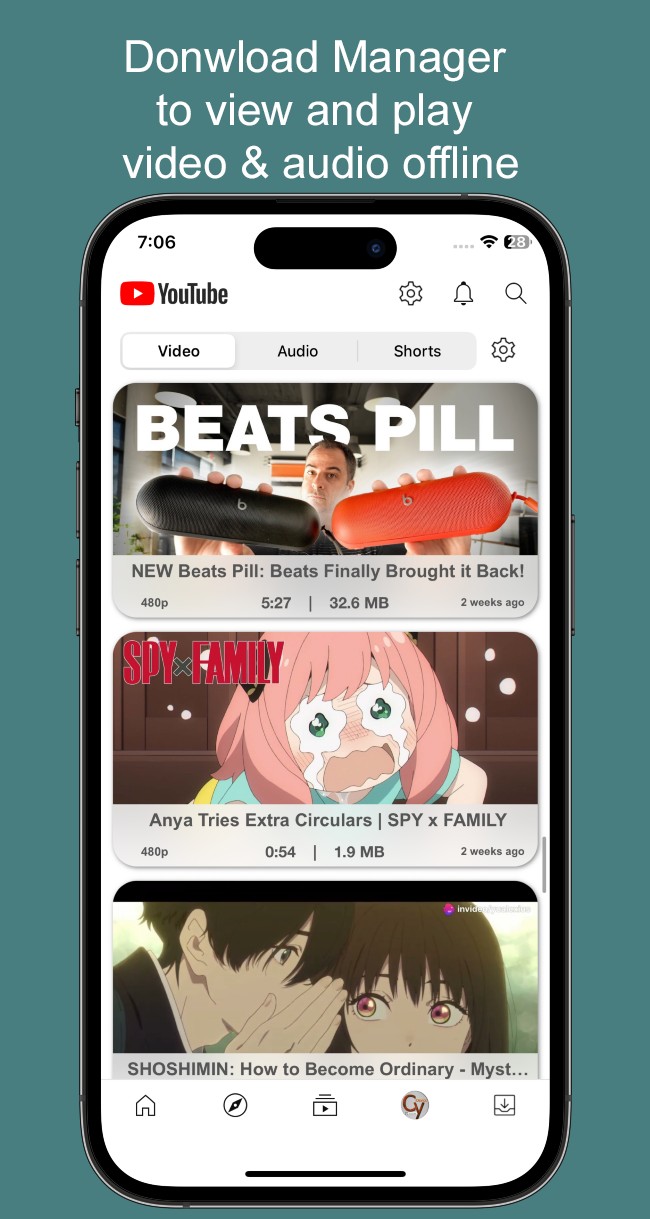 Donwload Manager
to view and play
video & audio offline
7:06
28
YouTube
Video
Audio
Shorts
BEATS PILL
NEW Beats Pill: Beats Finally Brought it Back!
480p
5:27 | 32.6 MB
2 weeks ago
SPY×FAMILY
Anya Tries Extra Circulars | SPY x FAMILY
480p
0:54 | 1.9 MB
2 weeks ago
SHOSHIMIN: How to Become Ordinary - Myst...
Cy